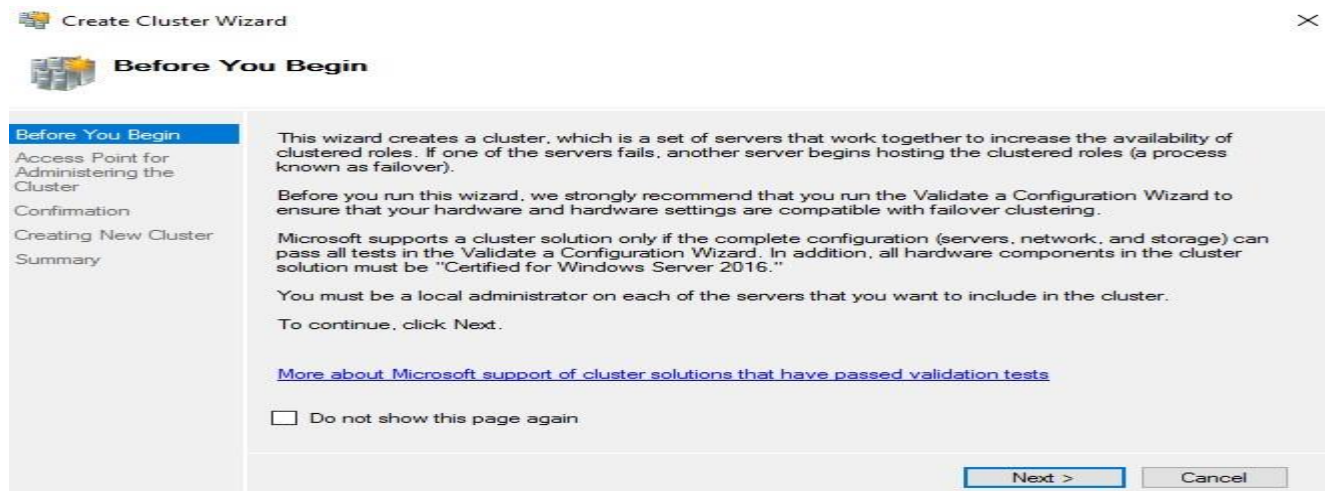 Create Cluster Wizard
Before You Begin
Before You Begin
Access Point for
Administering the
Cluster
Confirmation
Creating New Cluster
Summary
This wizard creates a cluster, which is a set of servers that work together to increase the availability of
clustered roles. If one of the servers fails, another server begins hosting the clustered roles (a process
known as failover).
Before you run this wizard, we strongly recommend that you run the Validate a Configuration Wizard to
ensure that your hardware and hardware settings are compatible with failover clustering.
Microsoft supports a cluster solution only if the complete configuration (servers, network, and storage) can
pass all tests in the Validate a Configuration Wizard. In addition, all hardware components in the cluster
solution must be "Certified for Windows Server 2016."
You must be a local administrator on each of the servers that you want to include in the cluster.
To continue, click Next.
More about Microsoft support of cluster solutions that have passed validation tests
Do not show this page again
Next >
Cancel